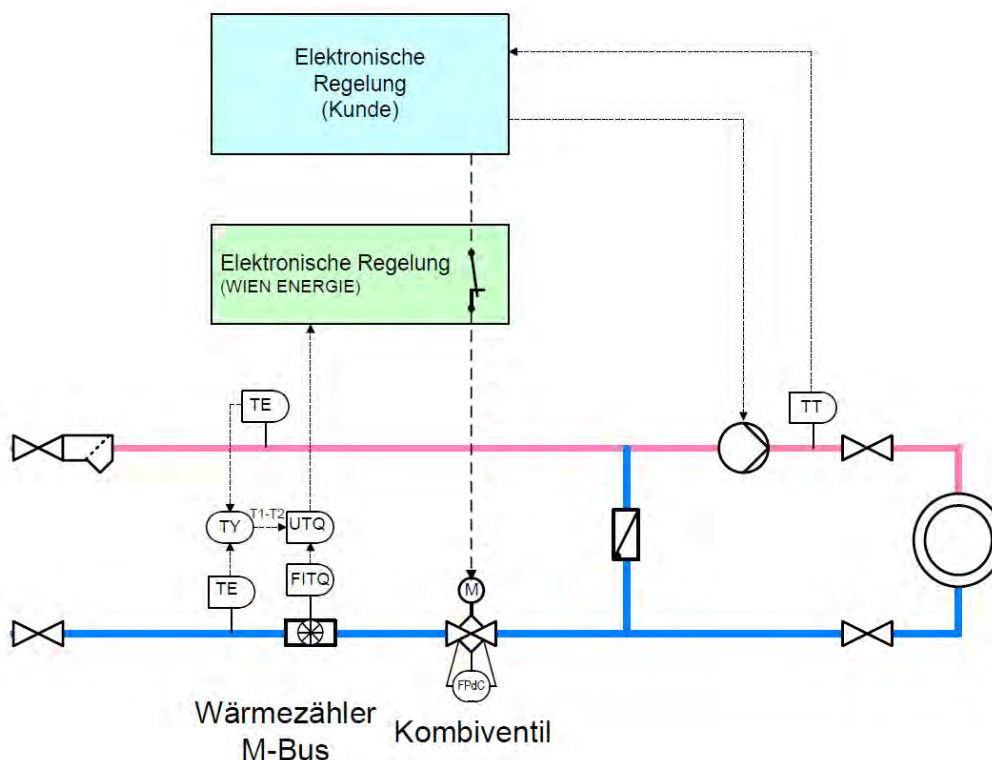 Elektronische
Regelung
(Kunde)
Elektronische Regelung
(WIEN ENERGIE)
TE
TT
TY
T1-T2
UTQ
TE
FITQ
M
FPdC
Wärmezähler
M-Bus
Kombiventil